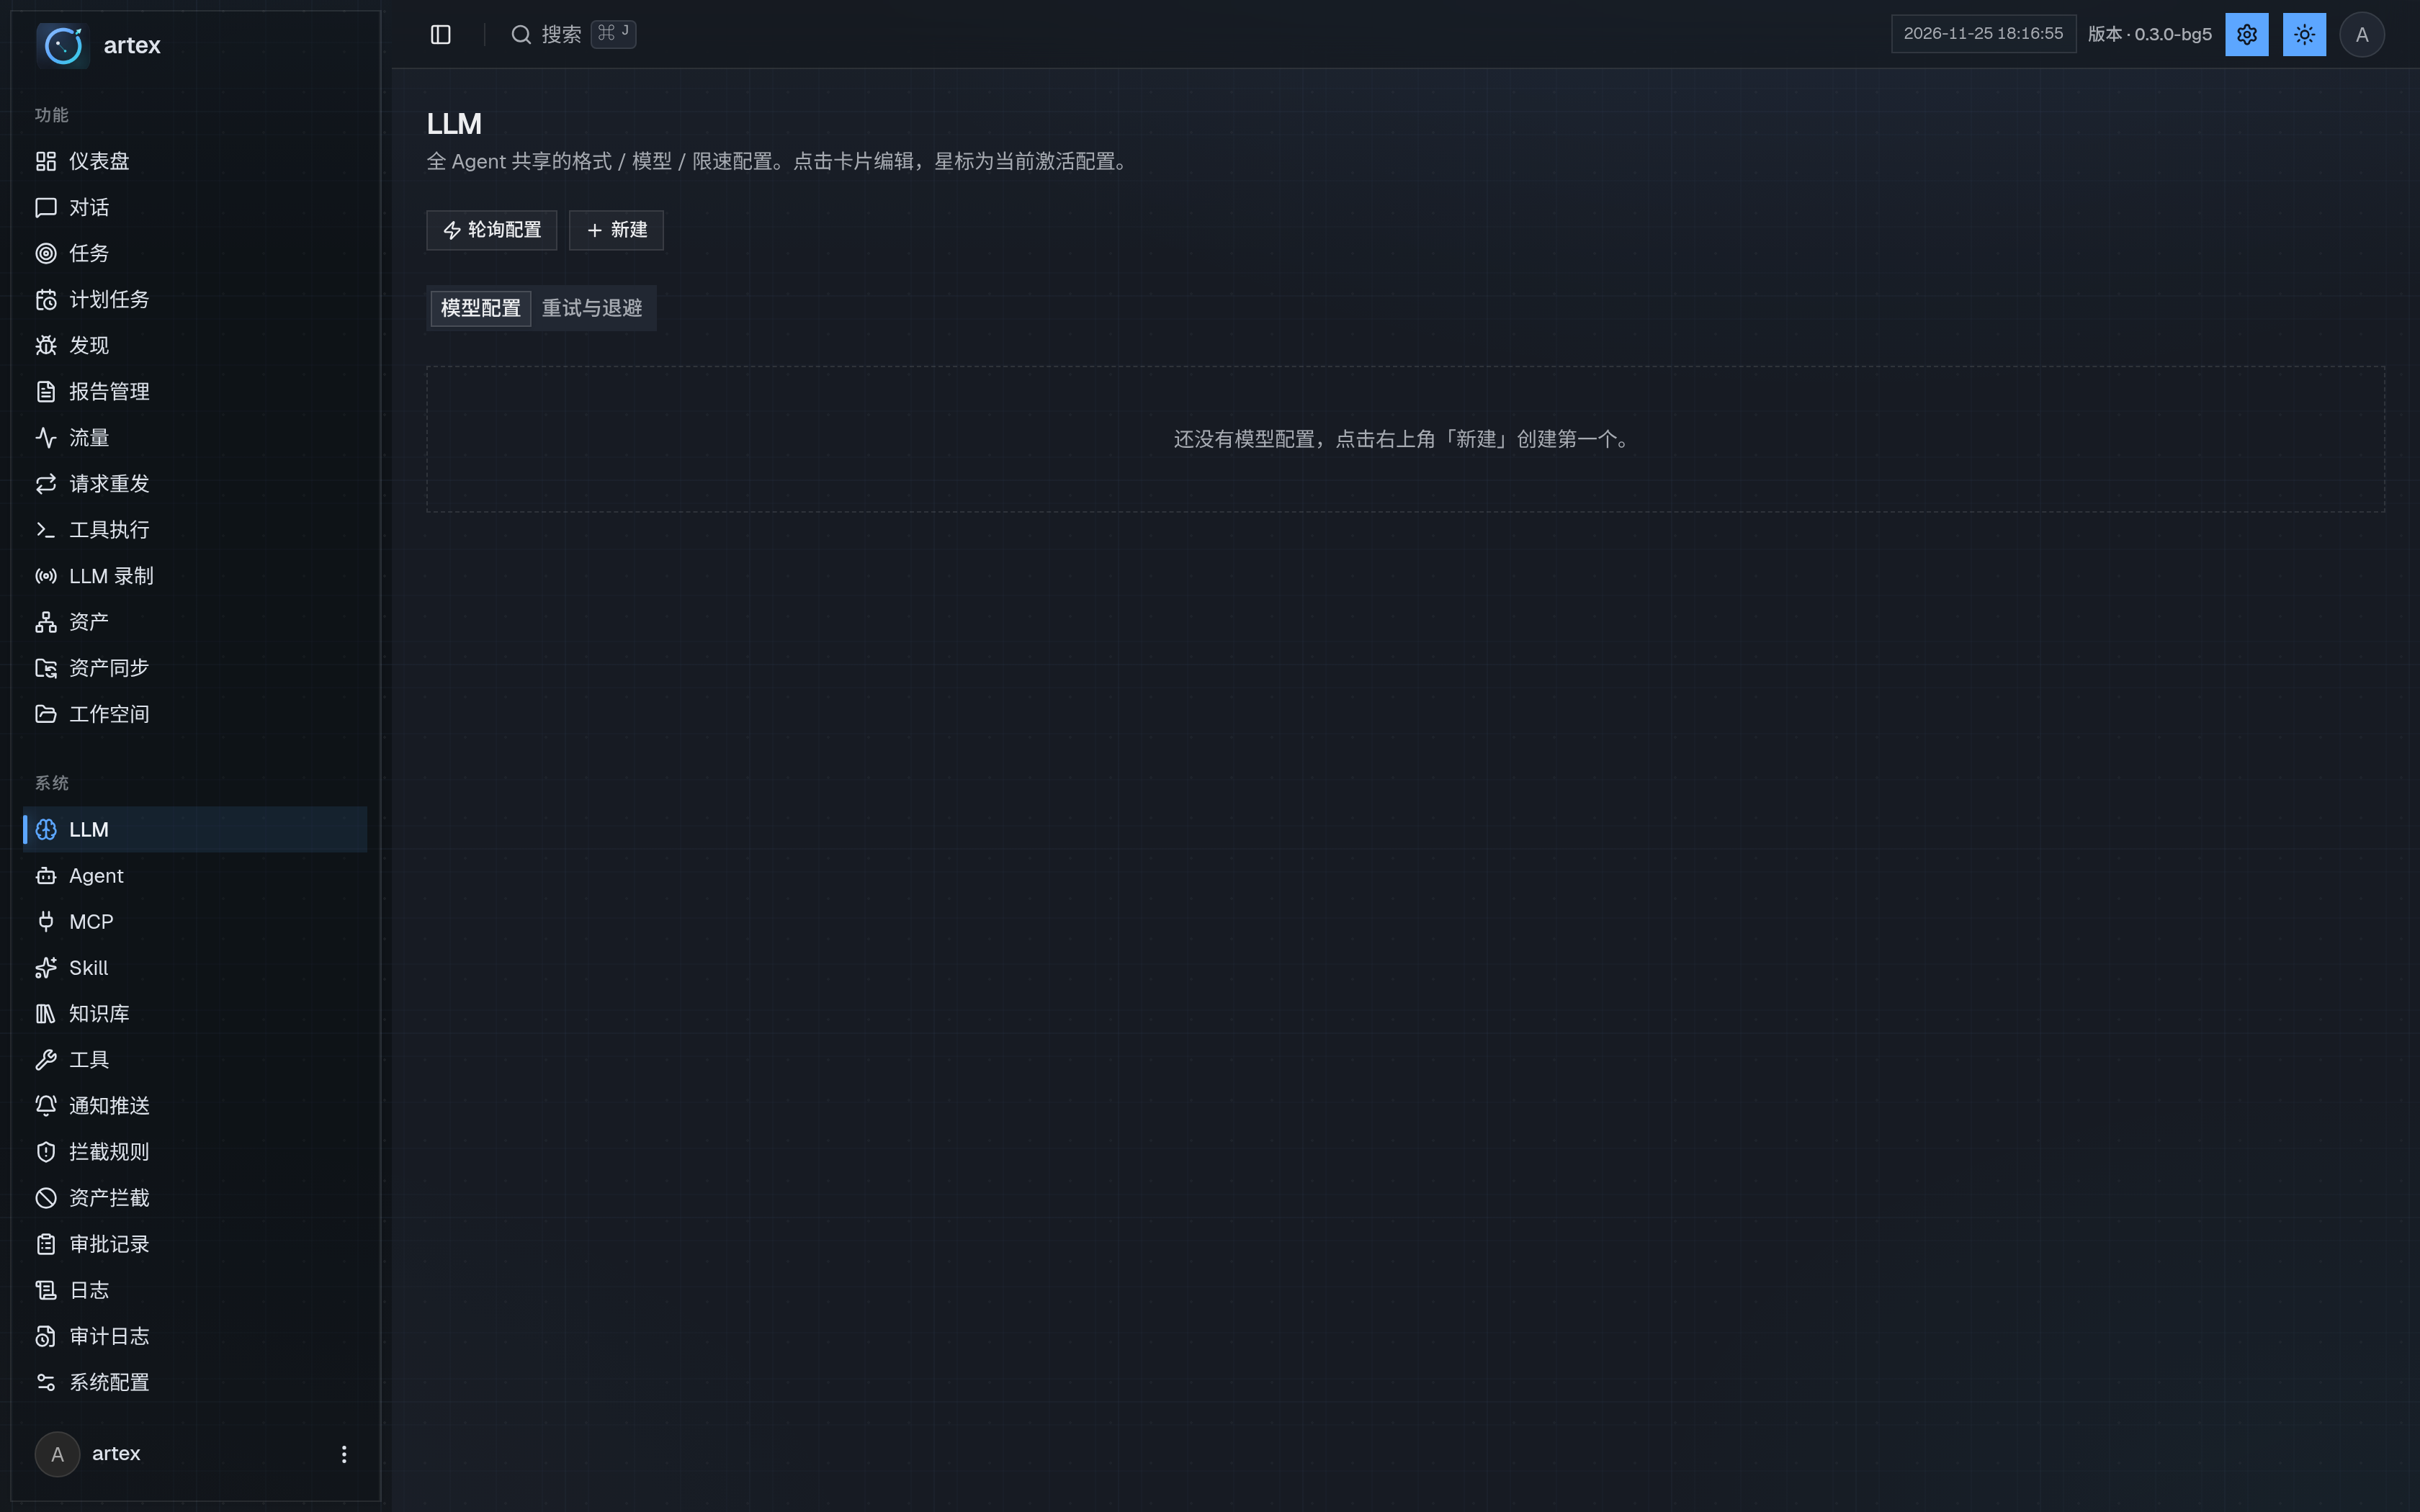 artex
功能
仪表盘
对话
任务
计划任务
发现
报告管理
流量
请求重发
工具执行
LLM 录制
资产
资产同步
工作空间
系统
LLM
Agent
MCP
Skill
知识库
工具
通知推送
拦截规则
资产拦截
审批记录
日志
审计日志
系统配置
A artex
搜索 ⌘ J
2026-11-25 18:16:55 版本 · 0.3.0-bg5 A
LLM
全 Agent 共享的格式 / 模型 / 限速配置。点击卡片编辑，星标为当前激活配置。
轮询配置 新建
模型配置 重试与退避
还没有模型配置，点击右上角「新建」创建第一个。